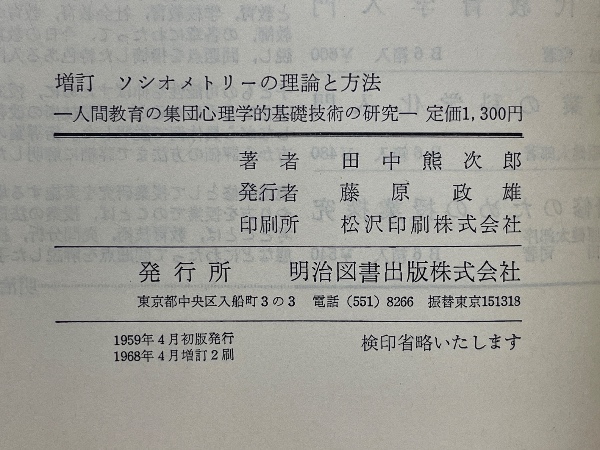 増訂 ソシオメトリーの理論と方法
―人間教育の集団心理学的基礎技術の研究― 定価1,300円
著者 田中熊次郎
発行者 藤原政雄
印刷所 松沢印刷株式会社
発行所 明治図書出版株式会社
東京都中央区入船町3の3 電話(551)8266 振替東京151318
1959年4月初版発行
1968年4月増訂2刷
検印省略いたします